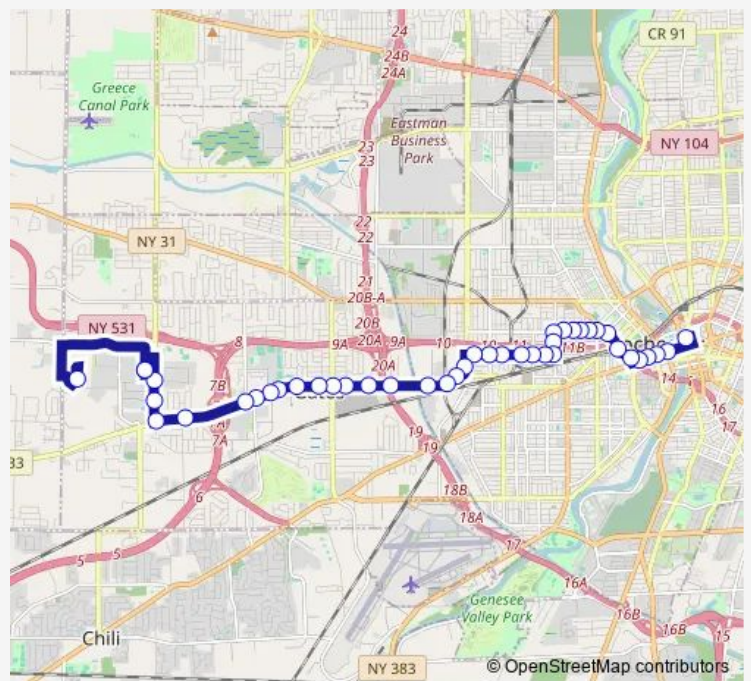 24
CR 91
24B
24A
Greece
Canal Park
Eastman
Business
Park
NY 104
23
23
22
22
NY 31
21
20B-A
NY 531
20B
8
9A
20A
9A
10
10
11
11B
20A
7B
7A
19
19
33
18B
6
18A
17
14
16
17
5
5
16A
Genesee
Valley Park
16B
16B
15
Chili
NY 383
© OpenStreetMap contributors